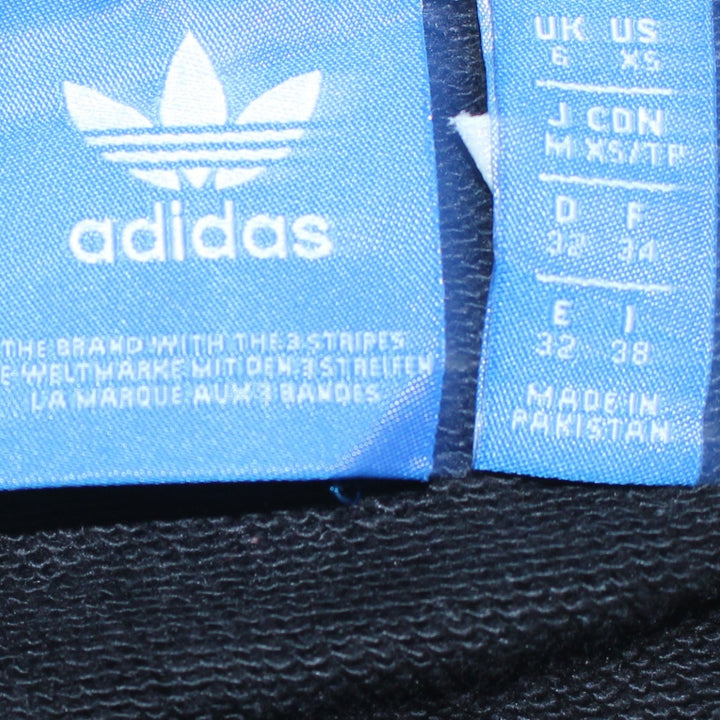 adidas
THE BRAND WITH THE 3 STRIPES
E WELTMARKE MIT DEN 3 STREIFEN
LA MARQUE AUX 3 BANDES
UK US
6 XS
J CDN
M XS/TP
D F
32 34
E I
32 38
MADE IN
PAKISTAN